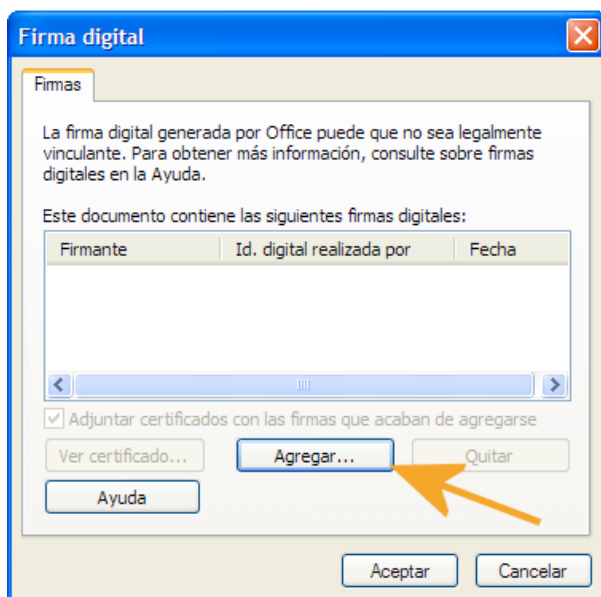 Firma digital
Firmas
La firma digital generada por Office puede que no sea legalmente
vinculante. Para obtener más información, consulte sobre firmas
digitales en la Ayuda.
Este documento contiene las siguientes firmas digitales:
Firmante Id. digital realizada por Fecha
Adjuntar certificados con las firmas que acaban de agregarse
Ver certificado... Agregar... Quitar
Ayuda
Aceptar Cancelar